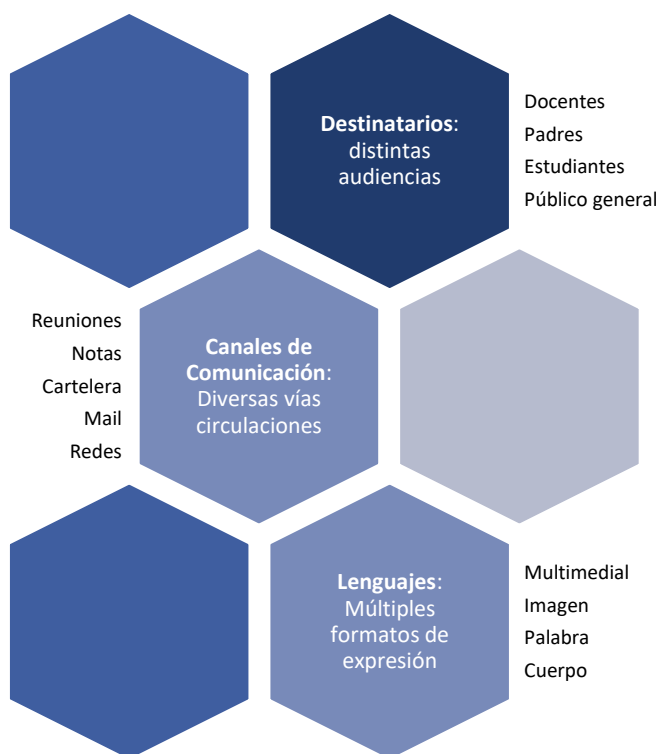 Destinatarios:
distintas
audiencias
Docentes
Padres
Estudiantes
Público general
Reuniones
Notas
Cartelera
Mail
Redes
Canales de
Comunicación:
Diversas vías
circulaciones
Lenguajes:
Múltiples
formatos de
expresión
Multimedial
Imagen
Palabra
Cuerpo